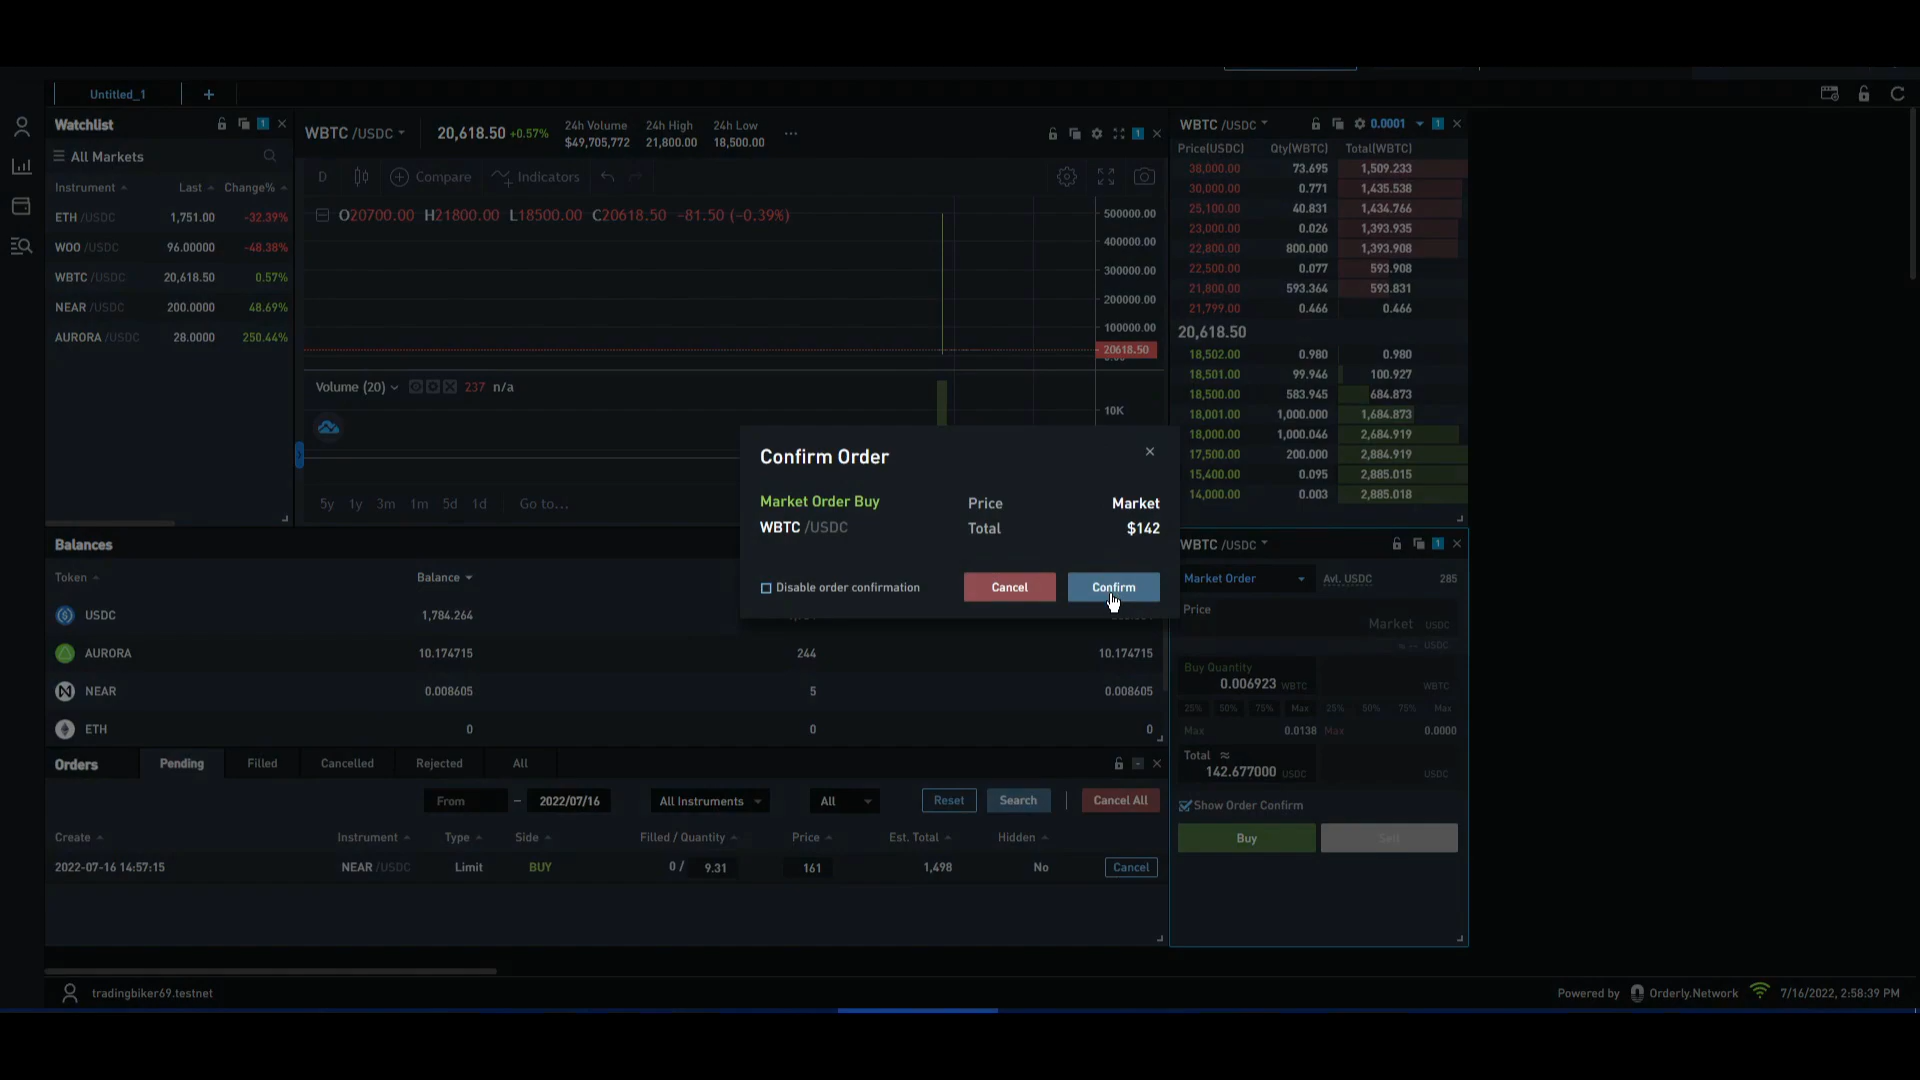 Untitled_1 +
Watchlist 1
All Markets
Instrument Last Change%
ETH /USDC 1,751.00 -32.39%
WOO /USDC 96.00000 -48.38%
WBTC /USDC 20,618.50 0.57%
NEAR /USDC 200.0000 48.69%
AURORA /USDC 28.0000 250.44%
WBTC /USDC 20,618.50 +0.57% 24h Volume 24h High 24h Low ...
$49,705,772 21,800.00 18,500.00
1
D Compare Indicators
O20700.00 H21800.00 L18500.00 C20618.50 −81.50 (−0.39%)
500000.00
400000.00
300000.00
200000.00
100000.00
20618.50
Volume (20) 237 n/a
10K
5y 1y 3m 1m 5d 1d Go to...
WBTC /USDC 0.0001 1
Price(USDC) Qty(WBTC) Total(WBTC)
38,000.00 73.695 1,509.233
30,000.00 0.771 1,435.538
25,100.00 40.831 1,434.766
23,000.00 0.026 1,393.935
22,800.00 800.000 1,393.908
22,500.00 0.077 593.908
21,800.00 593.364 593.831
21,799.00 0.466 0.466
20,618.50
18,502.00 0.980 0.980
18,501.00 99.946 100.927
18,500.00 583.945 684.873
18,001.00 1,000.000 1,684.873
18,000.00 1,000.046 2,684.919
17,500.00 200.000 2,884.919
15,400.00 0.095 2,885.015
14,000.00 0.003 2,885.018
Confirm Order
Market Order Buy Price Market
WBTC /USDC Total $142
Disable order confirmation Cancel Confirm
Balances
Token Balance
USDC 1,784.264
AURORA 10.174715 244 10.174715
NEAR 0.008605 5 0.008605
ETH 0 0 0
WBTC /USDC 1
Market Order Avl. USDC 285
Price
Market USDC
≈ -- USDC
Buy Quantity
0.006923 WBTC WBTC
25% 50% 75% Max 25% 50% 75% Max
Max 0.0138 Max 0.0000
Total ≈
142.677000 USDC USDC
Show Order Confirm
Buy Sell
Orders Pending Filled Cancelled Rejected All
From – 2022/07/16 All Instruments All Reset Search Cancel All
Create Instrument Type Side Filled / Quantity Price Est. Total Hidden
2022-07-16 14:57:15 NEAR /USDC Limit BUY 0 / 9.31 161 1,498 No Cancel
tradingbiker69.testnet
Powered by Orderly.Network 7/16/2022, 2:58:39 PM